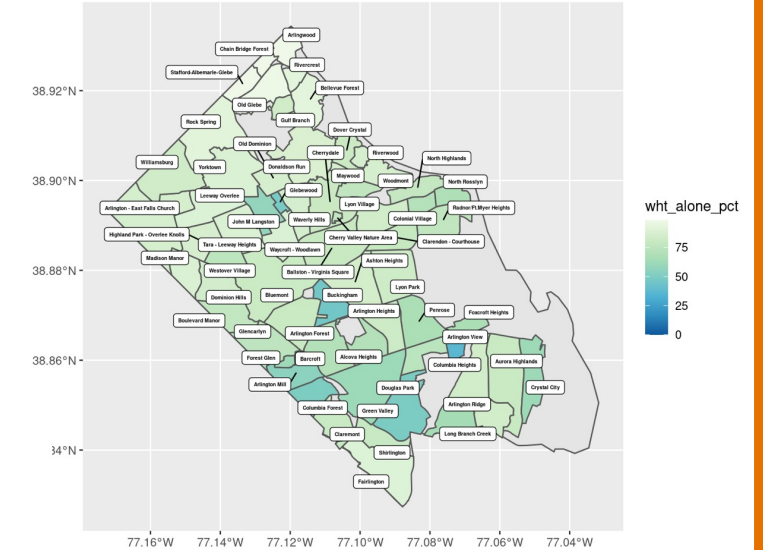 Arlingwood
Chain Bridge Forest
Rivercrest
Stafford-Albemarle-Glebe
Bellevue Forest
38.92°N
Old Glebe
Gulf Branch
Rock Spring
Dover Crystal
Old Dominion
Cherrydale
Riverwood
North Highlands
Williamsburg
Yorktown
Donaldson Run
Maywood
Woodmont
North Rosslyn
38.90°N
Glebewood
Leeway Overlee
Lyon Village
Arlington - East Falls Church
Radnor/Ft.Myer Heights
wht_alone_pct
John M Langston
Waverly Hills
Colonial Village
Highland Park - Overlee Knolls
Cherry Valley Nature Area
Clarendon - Courthouse
Tara - Leeway Heights
Waycroft - Woodlawn
75
Madison Manor
Ashton Heights
38.88°N
Westover Village
Ballston - Virginia Square
50
Lyon Park
Dominion Hills
Bluemont
Buckingham
25
Arlington Heights
Penrose
Foxcroft Heights
Boulevard Manor
Glencarlyn
Arlington Forest
Arlington View
0
38.86°N
Forest Glen
Barcroft
Alcova Heights
Columbia Heights
Aurora Highlands
Arlington Mill
Douglas Park
Crystal City
Columbia Forest
Green Valley
Arlington Ridge
Claremont
Long Branch Creek
34°N
Shirlington
Fairlington
77.16°W 77.14°W 77.12°W 77.10°W 77.08°W 77.06°W 77.04°W